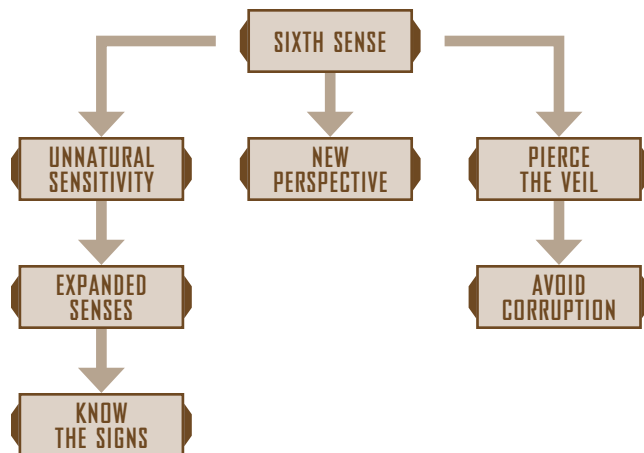 SIXTH SENSE
UNNATURAL
SENSITIVITY
NEW
PERSPECTIVE
PIERCE
THE VEIL
EXPANDED
SENSES
AVOID
CORRUPTION
KNOW
THE SIGNS